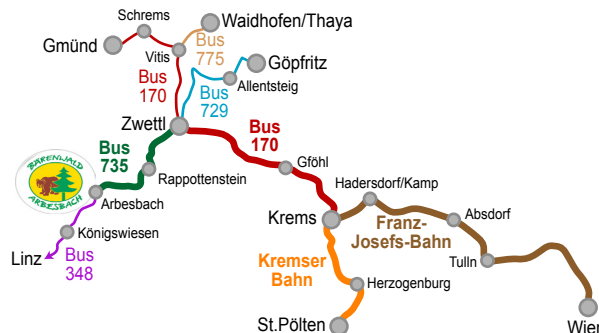 Schrems
Waidhofen/Thaya
Gmünd
Vitis
Bus
775
Göpfritz
Bus
170
Bus
729
Allentsteig
Zwettl
Bus
735
Bus
170
BÄRENWALD
ARBESBACH
Rappottenstein
Gföhl
Arbesbach
Hadersdorf/Kamp
Königswiesen
Krems
Franz-
Josefs-Bahn
Absdorf
Linz
Bus
348
Kremser
Bahn
Tulln
Herzogenburg
St.Pölten
Wien